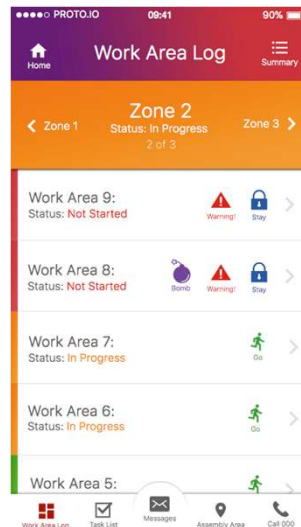 PROTO.IO 09:41 90%
Home Work Area Log Summary
Zone 1 Zone 2 Zone 3
Status: In Progress
2 of 3
Work Area 9:
Status: Not Started
Warning! Stay
Work Area 8:
Status: Not Started
Bomb Warning! Stay
Work Area 7:
Status: In Progress
Go
Work Area 6:
Status: In Progress
Go
Work Area 5:
Work Area Log Task List Messages Assembly Area Call 000